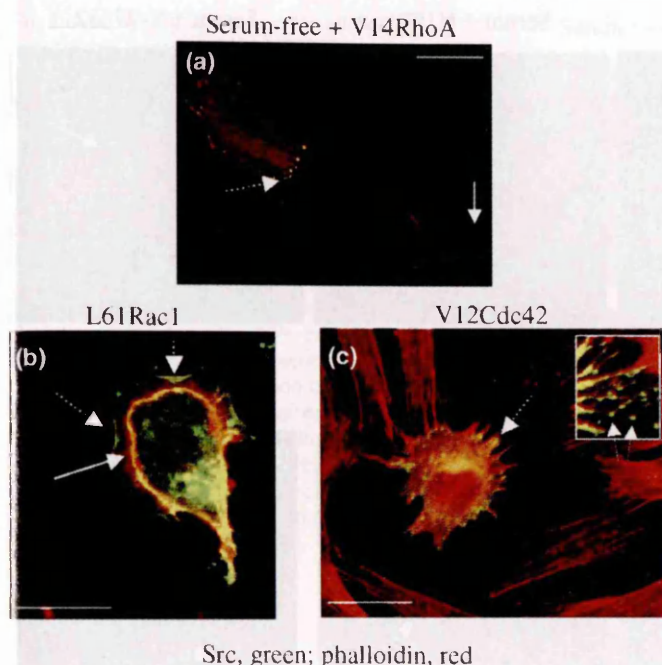 Serum-free + V14RhoA
(a)
L61Rac1
V12Cdc42
(b)
(c)
Src, green; phalloidin, red